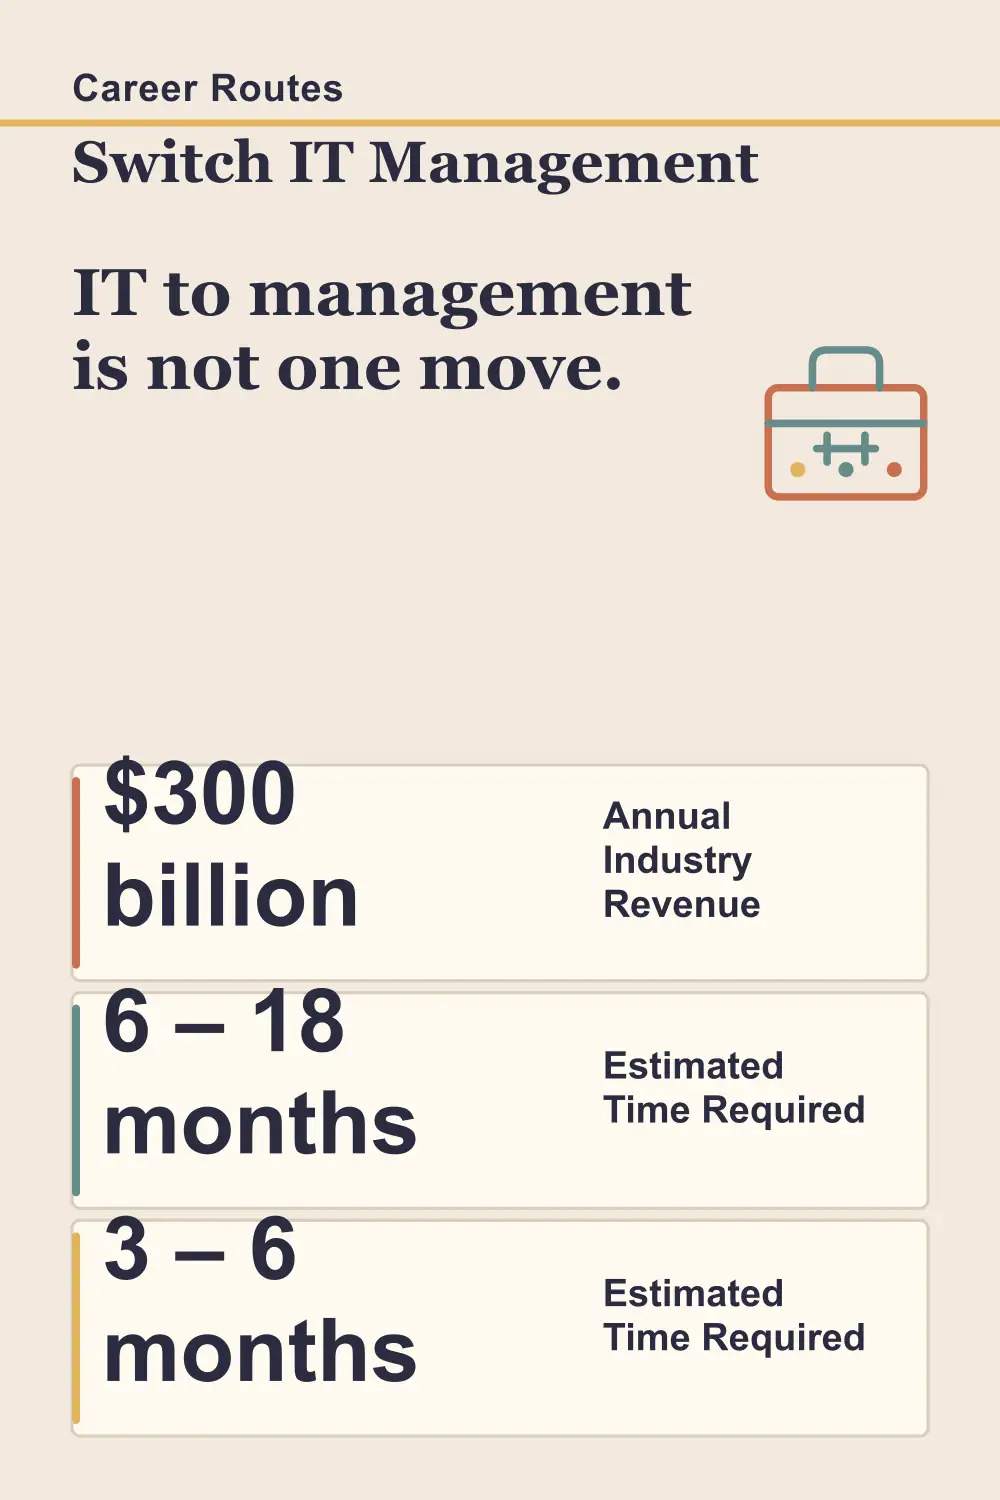 Career Routes
Switch IT Management
IT to management
is not one move.
$300
billion
Annual
Industry
Revenue
6 – 18
months
Estimated
Time Required
3 – 6
months
Estimated
Time Required